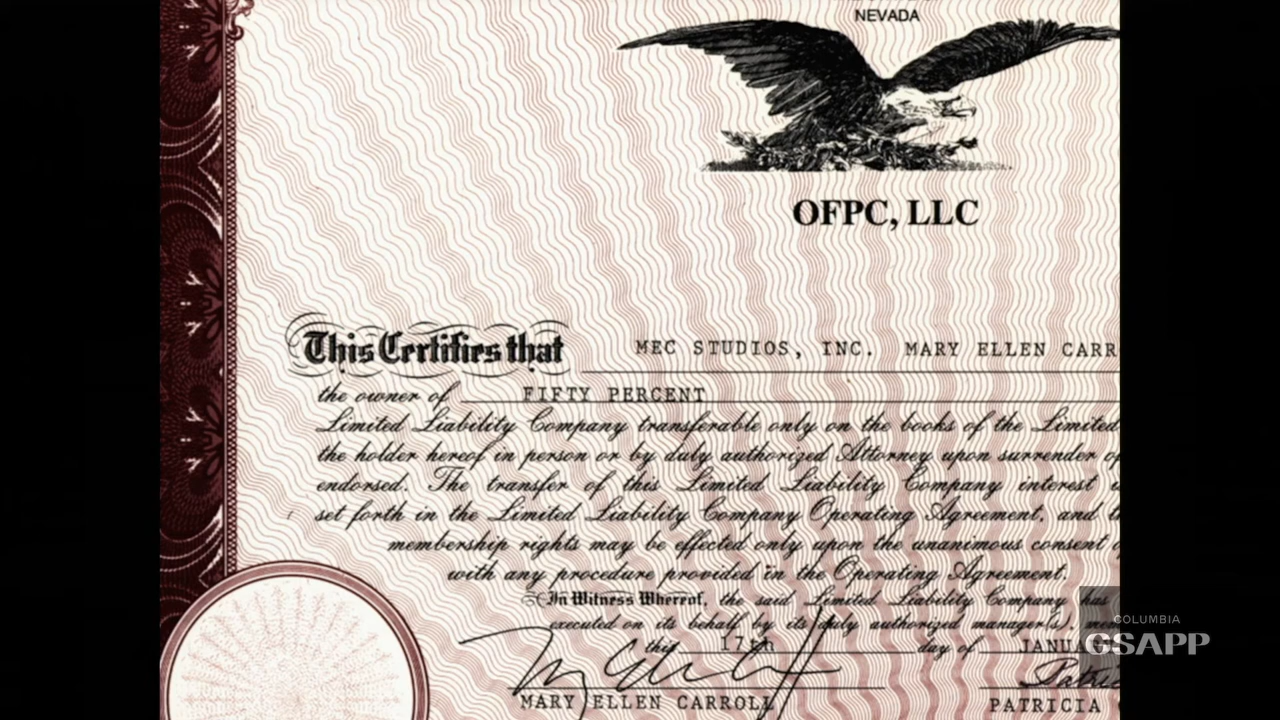 NEVADA
OFPC, LLC
This Certifies that MEC STUDIOS, INC. MARY ELLEN CARR
the owner of FIFTY PERCENT
Limited Liability Company transferable only on the books of the Limited
the holder hereof in person or by duly authorized Attorney upon surrender of
endorsed. The transfer of this Limited Liability Company interest
set forth in the Limited Liability Company Operating Agreement, and
membership rights may be effected only upon the unanimous consent
with any procedure provided in the Operating Agreement.
In Witness Whereof, the said Limited Liability Company has
executed on its behalf by its duly authorized manager(s),
this 17th day of JANUA
MARY ELLEN CARROLL PATRICIA
COLUMBIA
GSAPP